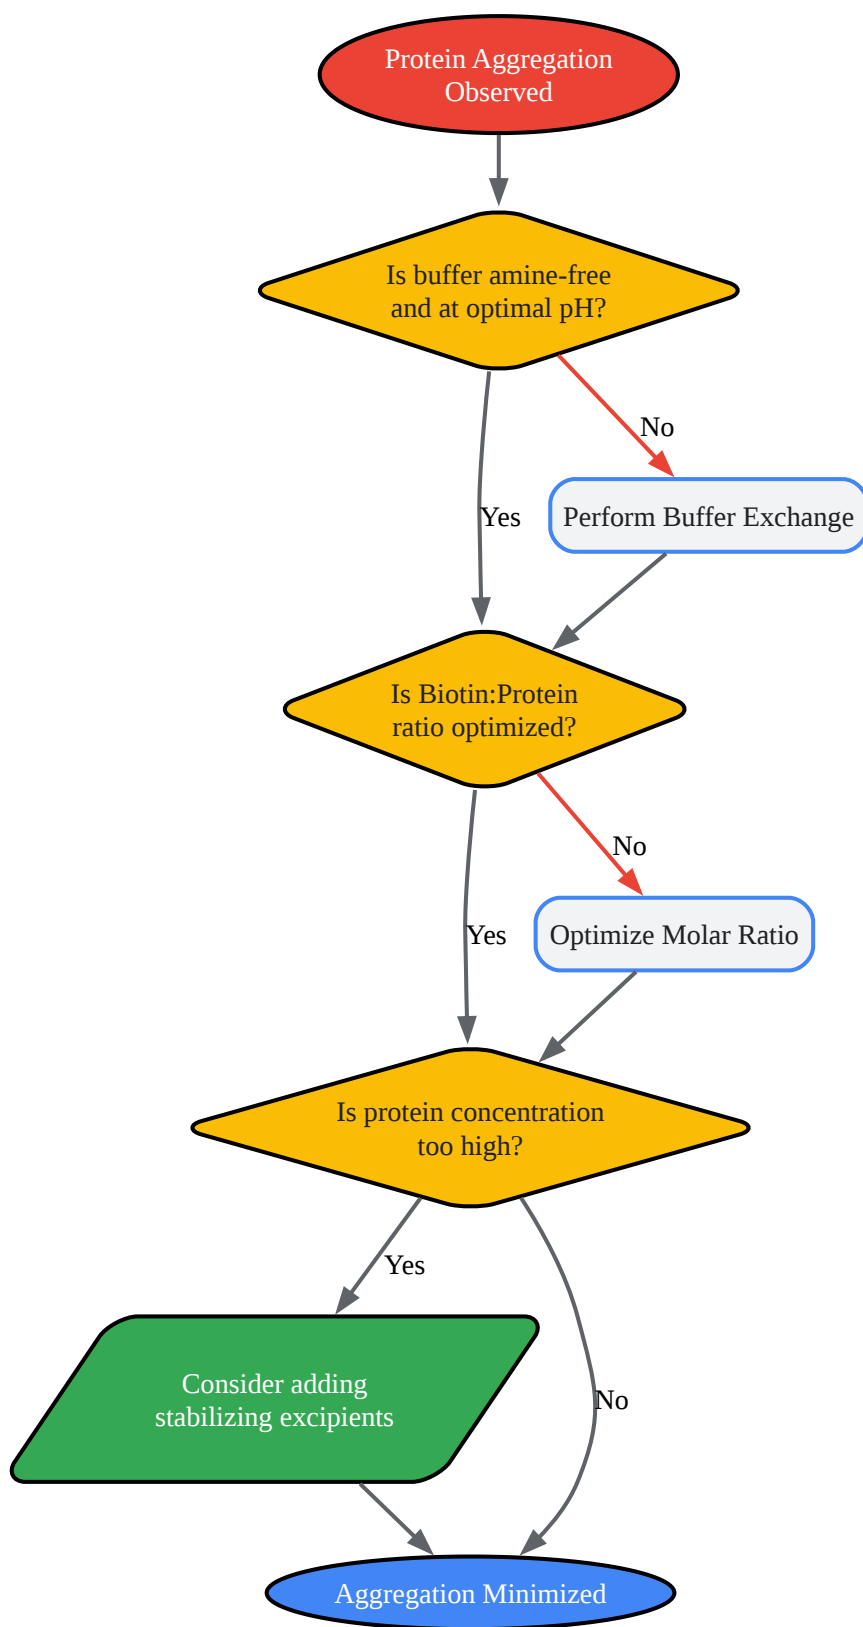 Protein Aggregation
Observed
Is buffer amine-free
and at optimal pH?
No
Yes
Perform Buffer Exchange
Is Biotin:Protein
ratio optimized?
No
Yes
Optimize Molar Ratio
Is protein concentration
too high?
Yes
Consider adding
stabilizing excipients
No
Aggregation Minimized